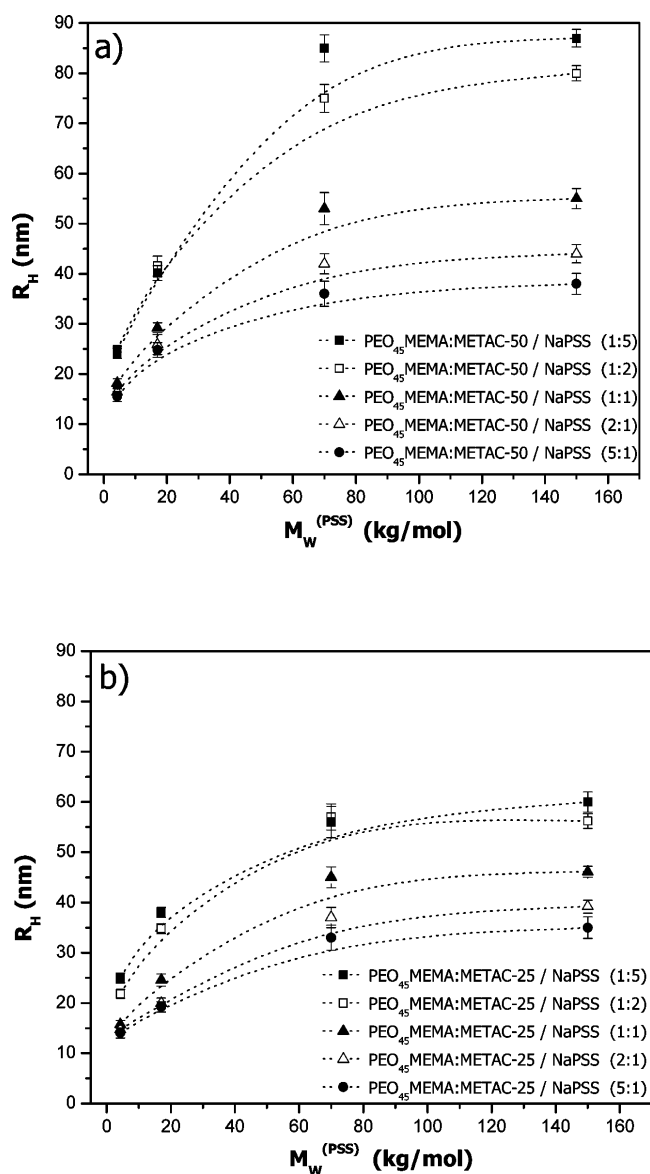 a)
90
80
70
60
50
40
30
20
10
0
R_H (nm)
PEO₄₅MEMA:METAC-50 / NaPSS (1:5)
PEO₄₅MEMA:METAC-50 / NaPSS (1:2)
PEO₄₅MEMA:METAC-50 / NaPSS (1:1)
PEO₄₅MEMA:METAC-50 / NaPSS (2:1)
PEO₄₅MEMA:METAC-50 / NaPSS (5:1)
0 20 40 60 80 100 120 140 160
M_W^(PSS) (kg/mol)
b)
90
80
70
60
50
40
30
20
10
0
R_H (nm)
PEO₄₅MEMA:METAC-25 / NaPSS (1:5)
PEO₄₅MEMA:METAC-25 / NaPSS (1:2)
PEO₄₅MEMA:METAC-25 / NaPSS (1:1)
PEO₄₅MEMA:METAC-25 / NaPSS (2:1)
PEO₄₅MEMA:METAC-25 / NaPSS (5:1)
0 20 40 60 80 100 120 140 160
M_W^(PSS) (kg/mol)